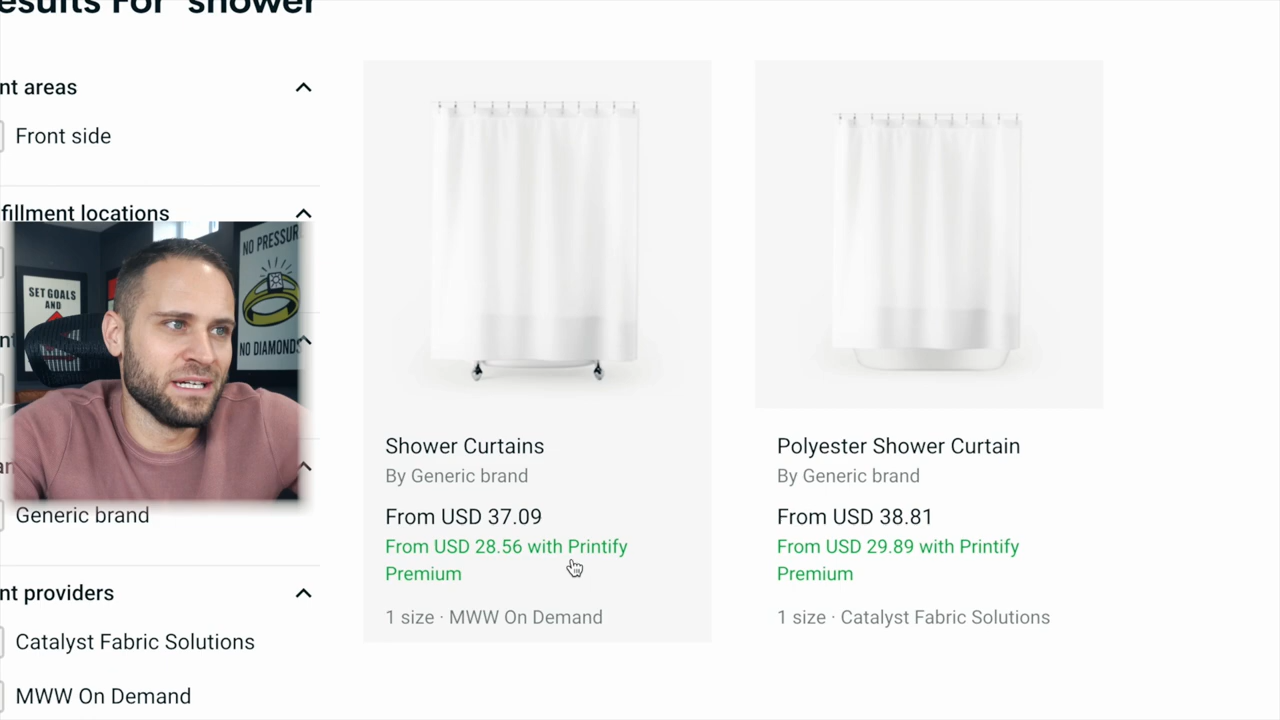 esults For "shower
nt areas
Front side
fillment locations
Generic brand
nt providers
Catalyst Fabric Solutions
MWW On Demand
NO PRESSUR
NO DIAMONDS
SET GOALS
AND
Shower Curtains
By Generic brand
From USD 37.09
From USD 28.56 with Printify
Premium
1 size · MWW On Demand
Polyester Shower Curtain
By Generic brand
From USD 38.81
From USD 29.89 with Printify
Premium
1 size · Catalyst Fabric Solutions